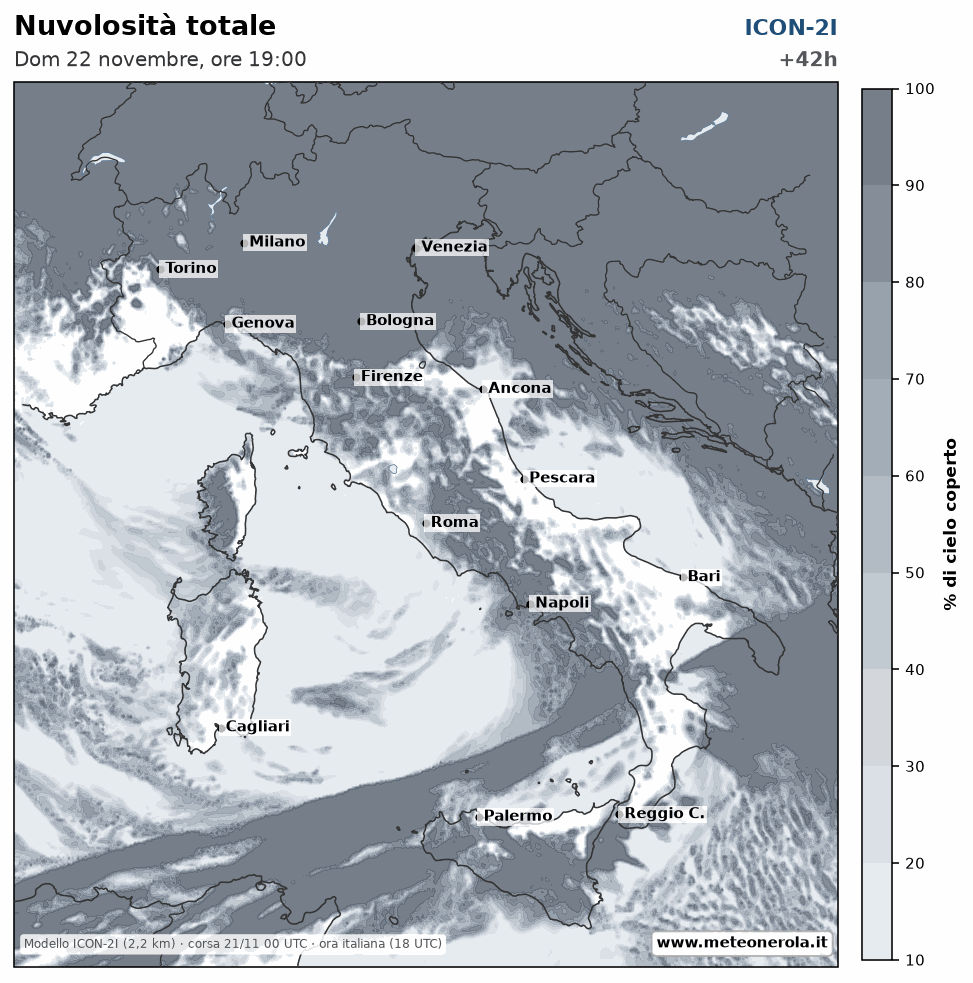 Nuvolosità totale
ICON-2I
Dom 22 novembre, ore 19:00
+42h
Milano
Venezia
Torino
Genova
Bologna
Firenze
Ancona
Pescara
Roma
Bari
Napoli
Cagliari
Palermo
Reggio C.
100
90
80
70
60
50
40
30
20
10
% di cielo coperto
Modello ICON-2I (2,2 km) · corsa 21/11 00 UTC · ora italiana (18 UTC)
www.meteonerola.it